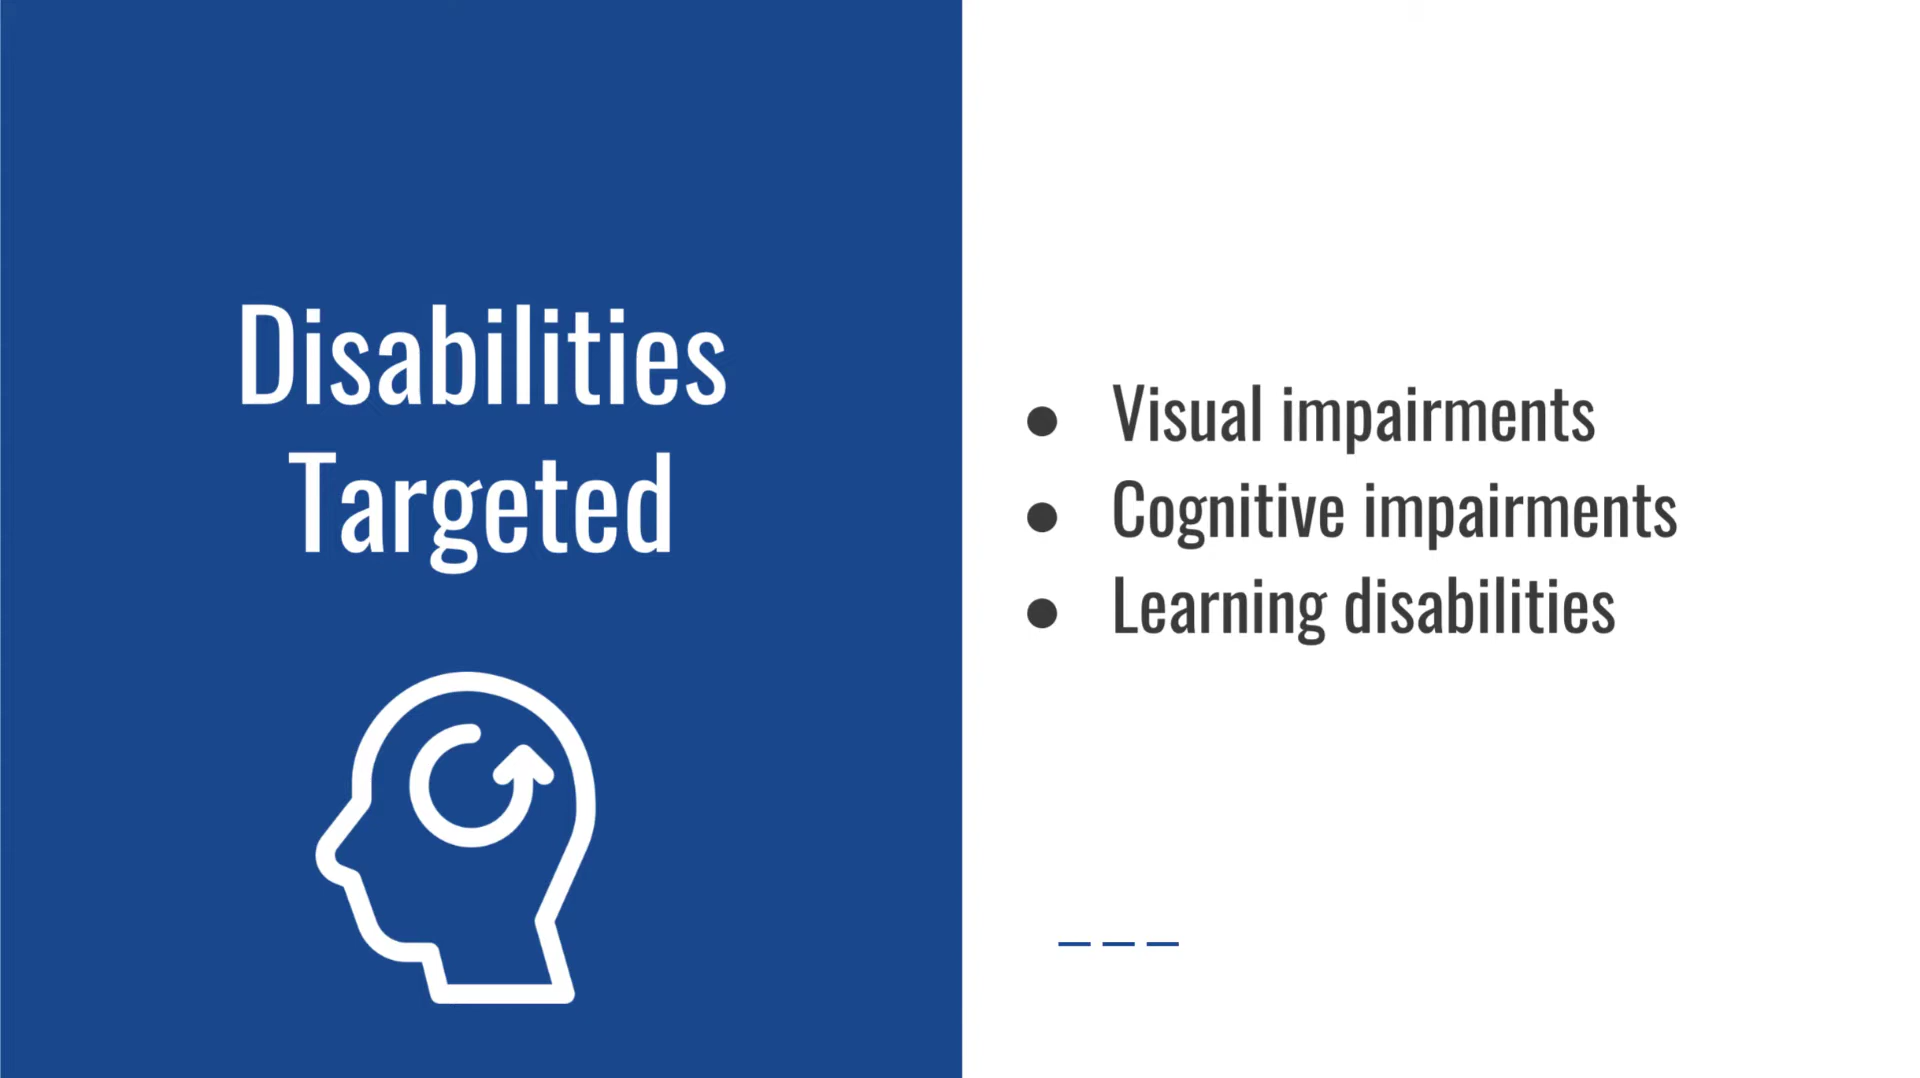 Disabilities
Targeted
● Visual impairments
● Cognitive impairments
● Learning disabilities